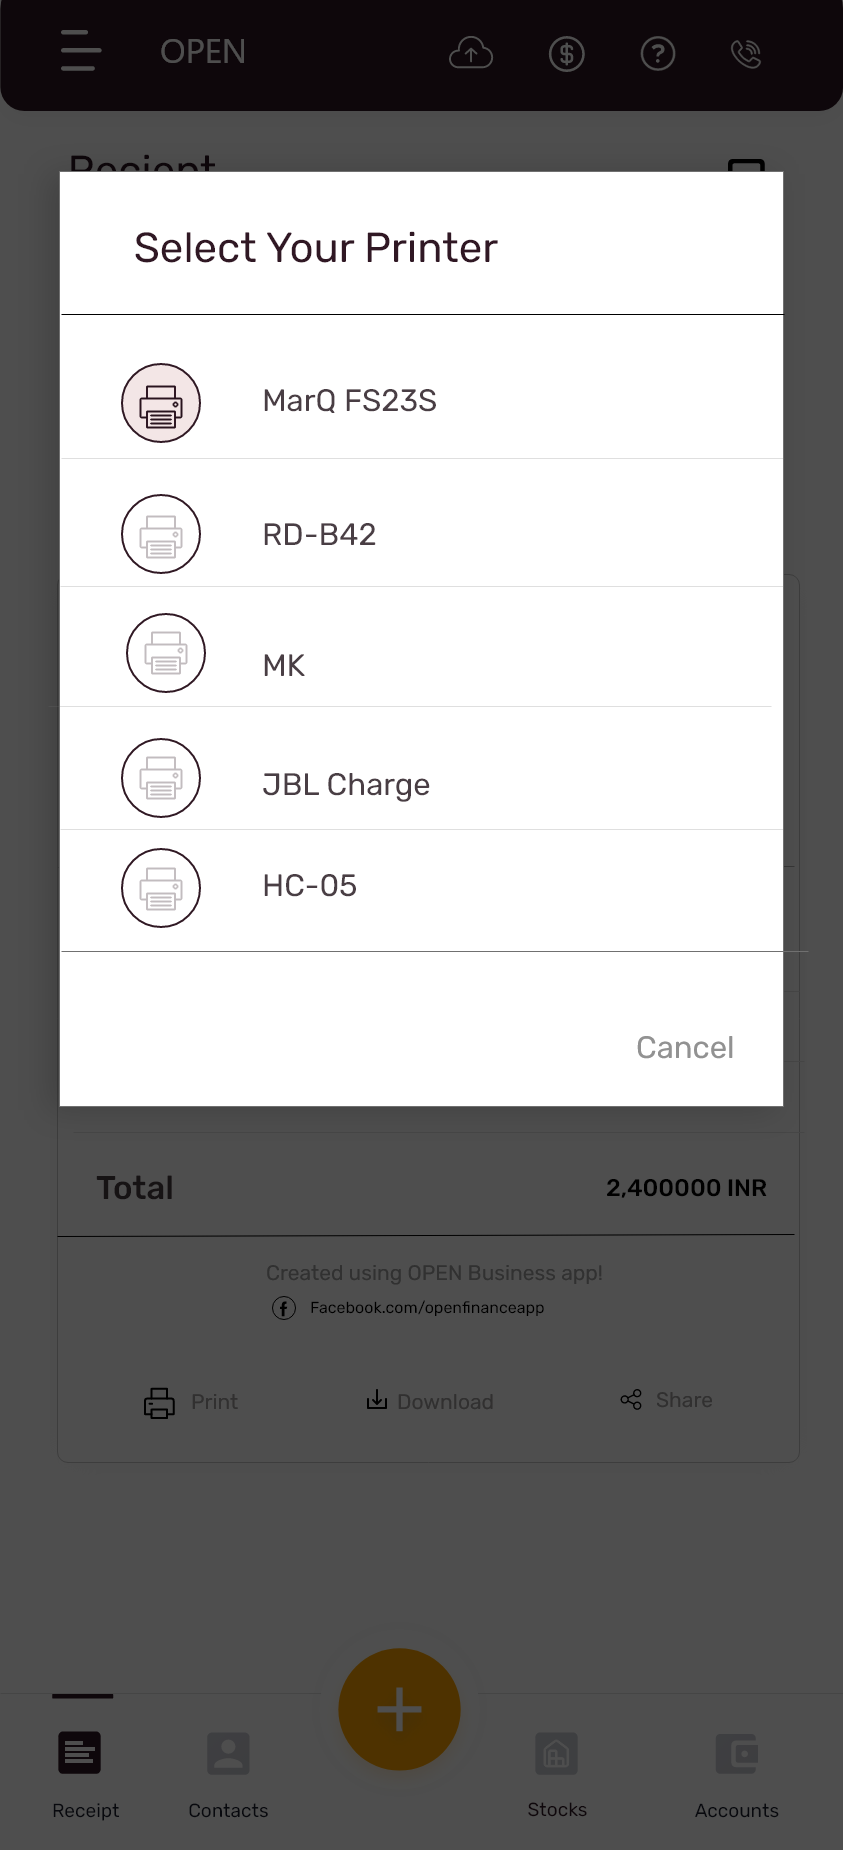 OPEN
Recient
Select Your Printer
MarQ FS23S
RD-B42
MK
JBL Charge
HC-05
Cancel
Total 2,400000 INR
Created using OPEN Business app!
Facebook.com/openfinanceapp
Print Download Share
Receipt Contacts Stocks Accounts